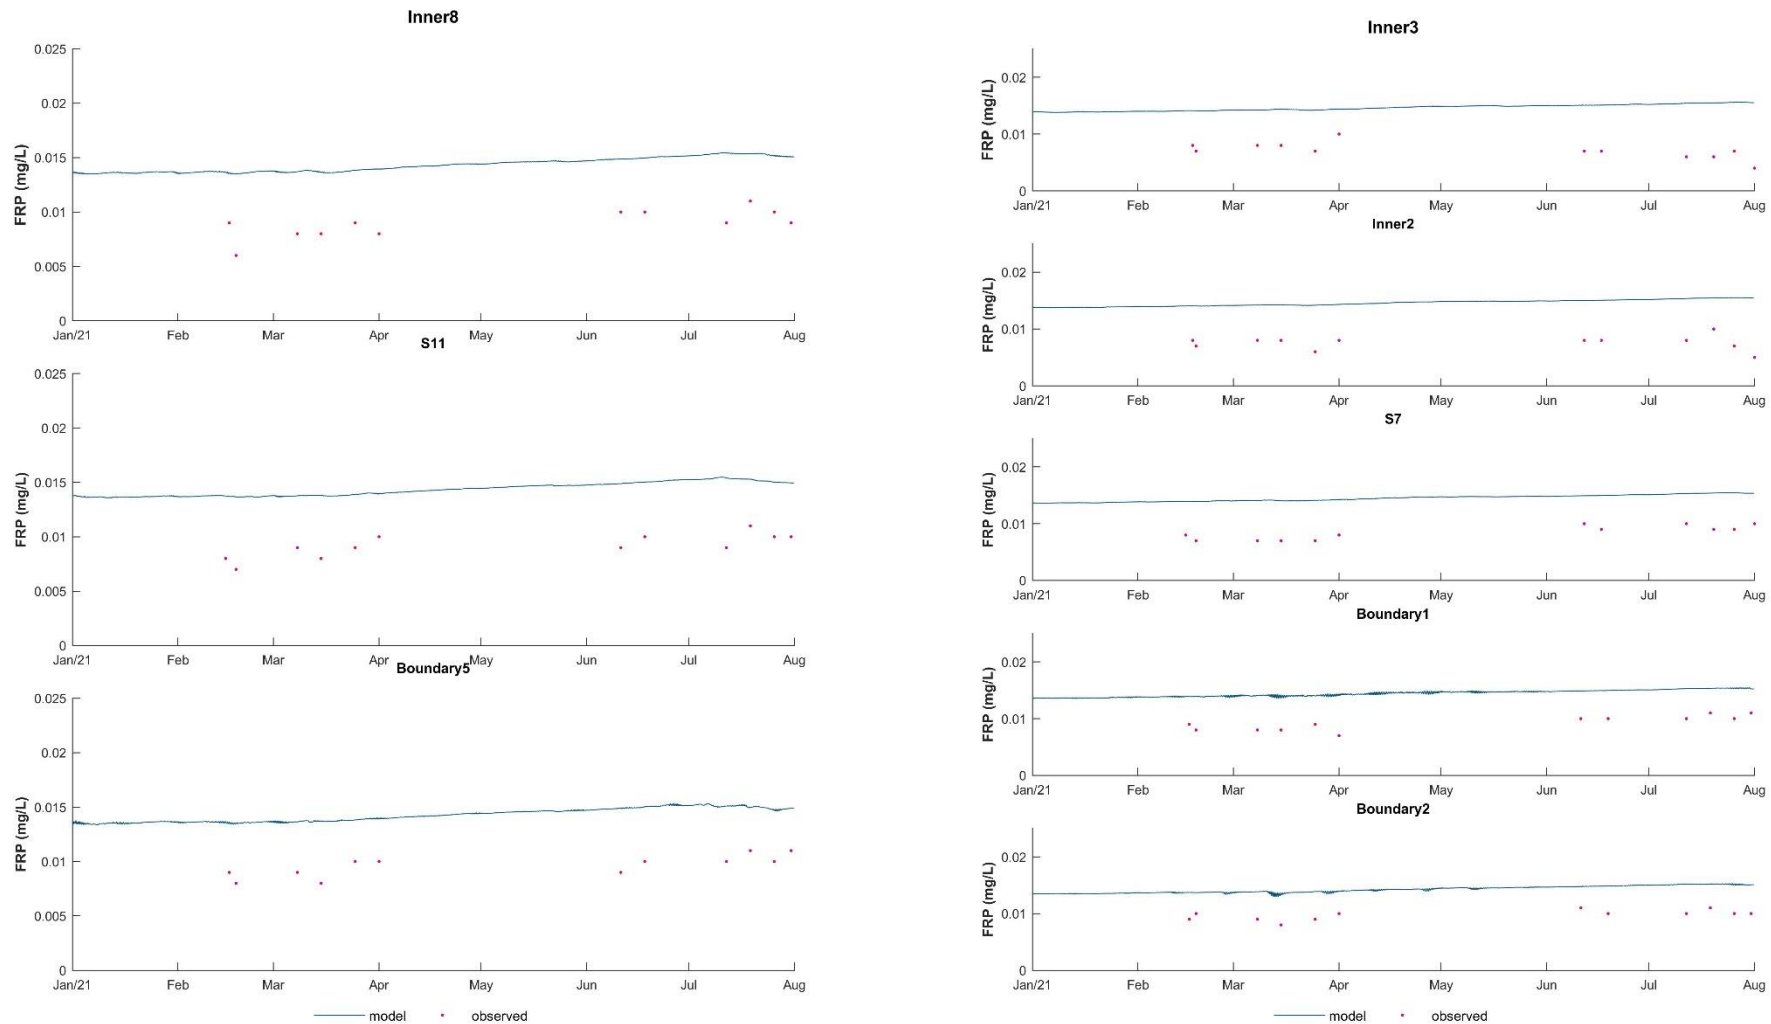 Inner8
FRP (mg/L)
0.025
0.02
0.015
0.01
0.005
0
Jan/21 Feb Mar Apr May Jun Jul Aug
S11
FRP (mg/L)
0.025
0.02
0.015
0.01
0.005
0
Jan/21 Feb Mar Apr May Jun Jul Aug
Boundary5
FRP (mg/L)
0.025
0.02
0.015
0.01
0.005
0
Jan/21 Feb Mar Apr May Jun Jul Aug
model observed
Inner3
FRP (mg/L)
0.02
0.01
0
Jan/21 Feb Mar Apr May Jun Jul Aug
Inner2
FRP (mg/L)
0.02
0.01
0
Jan/21 Feb Mar Apr May Jun Jul Aug
S7
FRP (mg/L)
0.02
0.01
0
Jan/21 Feb Mar Apr May Jun Jul Aug
Boundary1
FRP (mg/L)
0.02
0.01
0
Jan/21 Feb Mar Apr May Jun Jul Aug
Boundary2
FRP (mg/L)
0.02
0.01
0
Jan/21 Feb Mar Apr May Jun Jul Aug
model observed